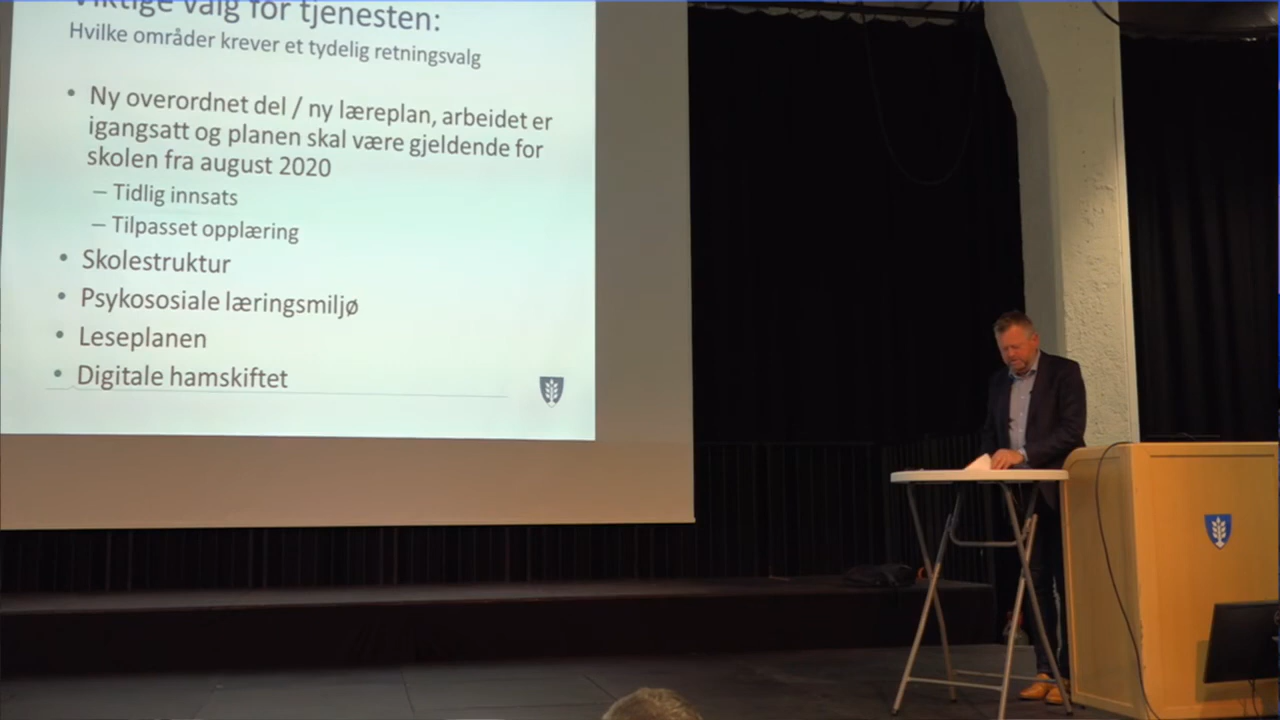 Viktige valg for tjenesten:
Hvilke områder krever et tydelig retningsvalg
• Ny overordnet del / ny læreplan, arbeidet er
igangsatt og planen skal være gjeldende for
skolen fra august 2020
– Tidlig innsats
– Tilpasset opplæring
• Skolestruktur
• Psykososiale læringsmiljø
• Leseplanen
• Digitale hamskiftet